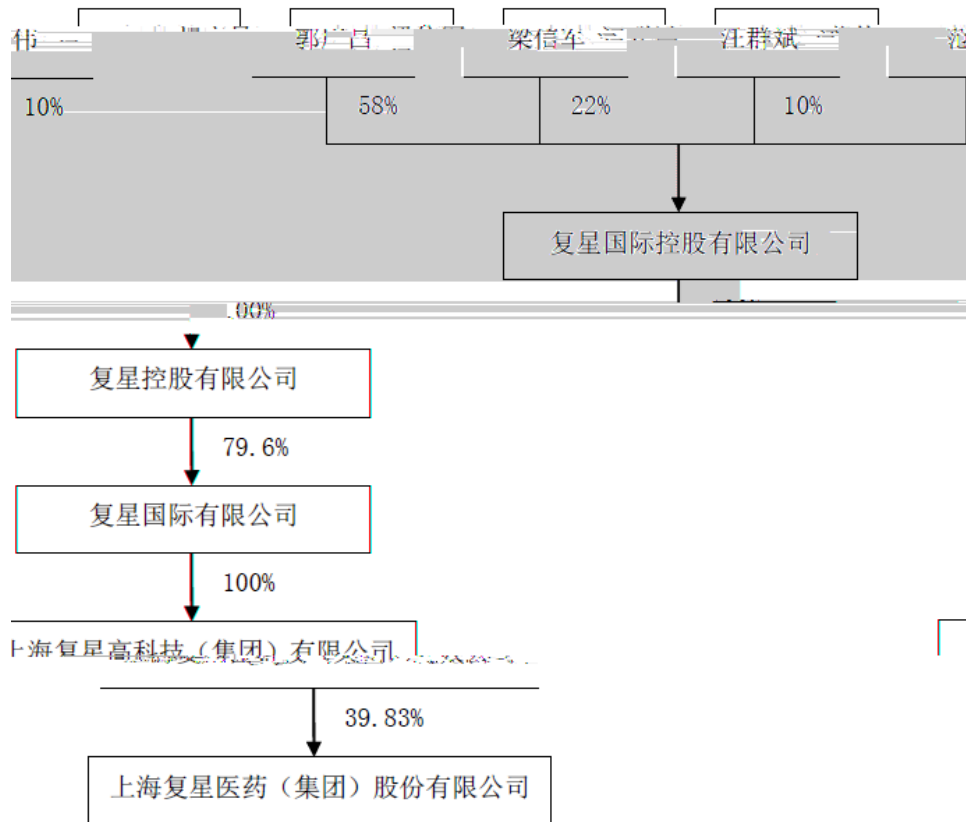 伟 郭广昌 梁信军 汪群斌
10% 58% 22% 10%
复星国际控股有限公司
.00%
复星控股有限公司
79.6%
复星国际有限公司
100%
上海复星高科技（集团）有限公司
39.83%
上海复星医药（集团）股份有限公司